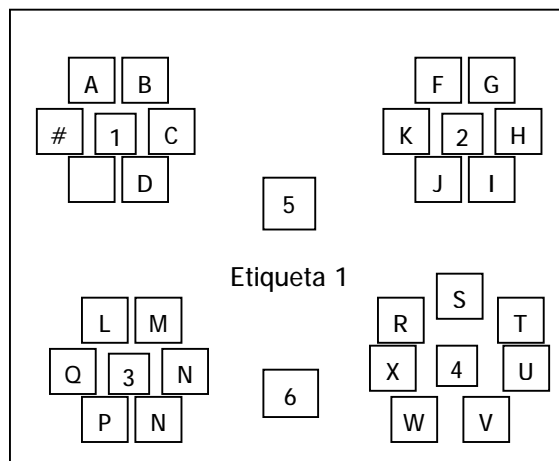 A B
# 1 C
D
F G
K 2 H
J I
5
Etiqueta 1
L M
Q 3 N
P N
6
S
R T
X 4 U
W V